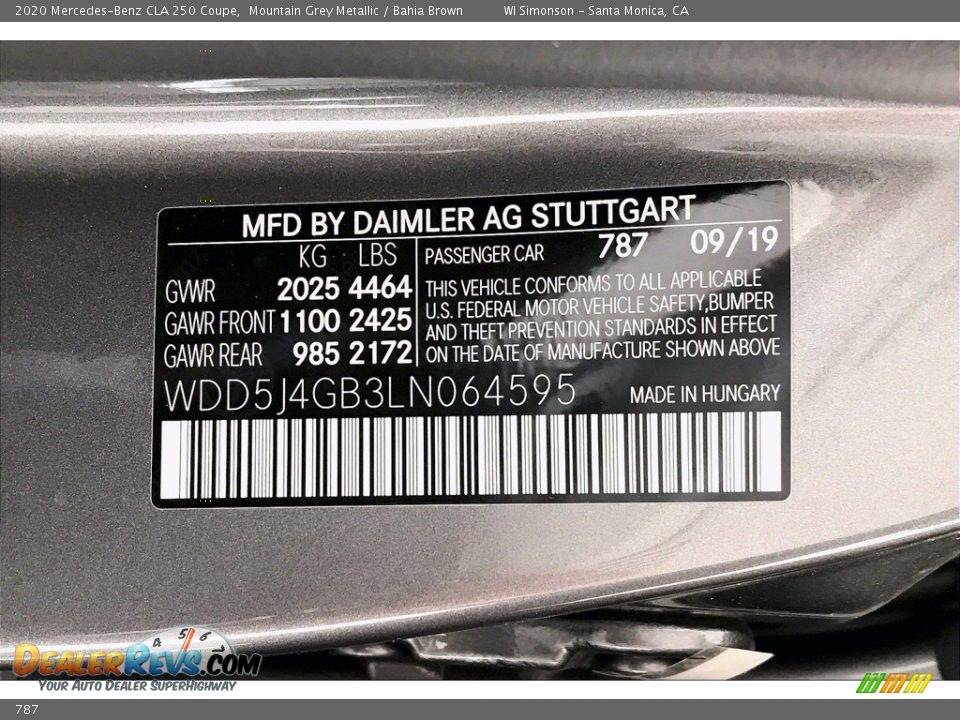 2020 Mercedes-Benz CLA 250 Coupe, Mountain Grey Metallic / Bahia Brown WI Simonson - Santa Monica, CA
MFD BY DAIMLER AG STUTTGART
KG LBS
GVWR 2025 4464
GAWR FRONT 1100 2425
GAWR REAR 985 2172
PASSENGER CAR 787 09/19
THIS VEHICLE CONFORMS TO ALL APPLICABLE
U.S. FEDERAL MOTOR VEHICLE SAFETY,BUMPER
AND THEFT PREVENTION STANDARDS IN EFFECT
ON THE DATE OF MANUFACTURE SHOWN ABOVE
WDD5J4GB3LN064595 MADE IN HUNGARY
4 5 6
DEALERREVS.COM
YOUR AUTO DEALER SUPERHIGHWAY
787